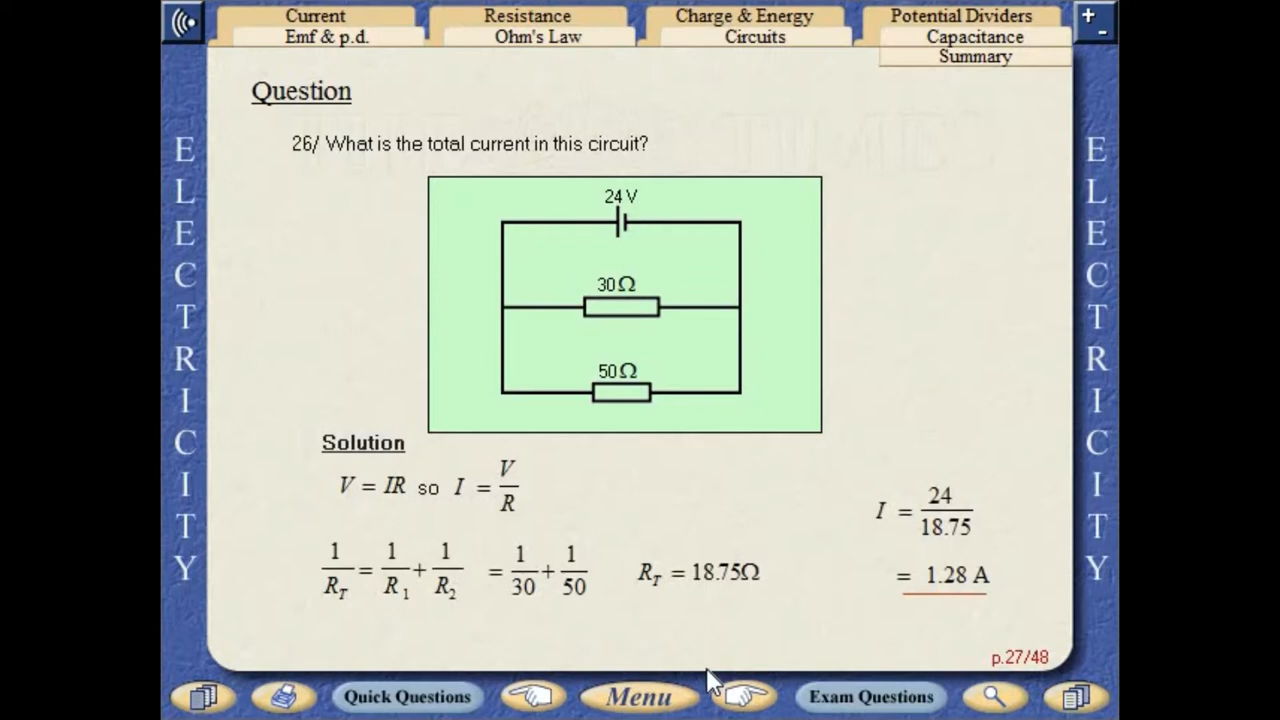 Current
Emf & p.d.
Resistance
Ohm's Law
Charge & Energy
Circuits
Potential Dividers
Capacitance
Summary
+
-
ELECTRICITY
ELECTRICITY
Question
26/ What is the total current in this circuit?
24 V
30Ω
50Ω
Solution
V = IR so I = V/R
1/R_T = 1/R_1 + 1/R_2 = 1/30 + 1/50 R_T = 18.75Ω
I = 24/18.75
= 1.28 A
p.27/48
Quick Questions
Menu
Exam Questions